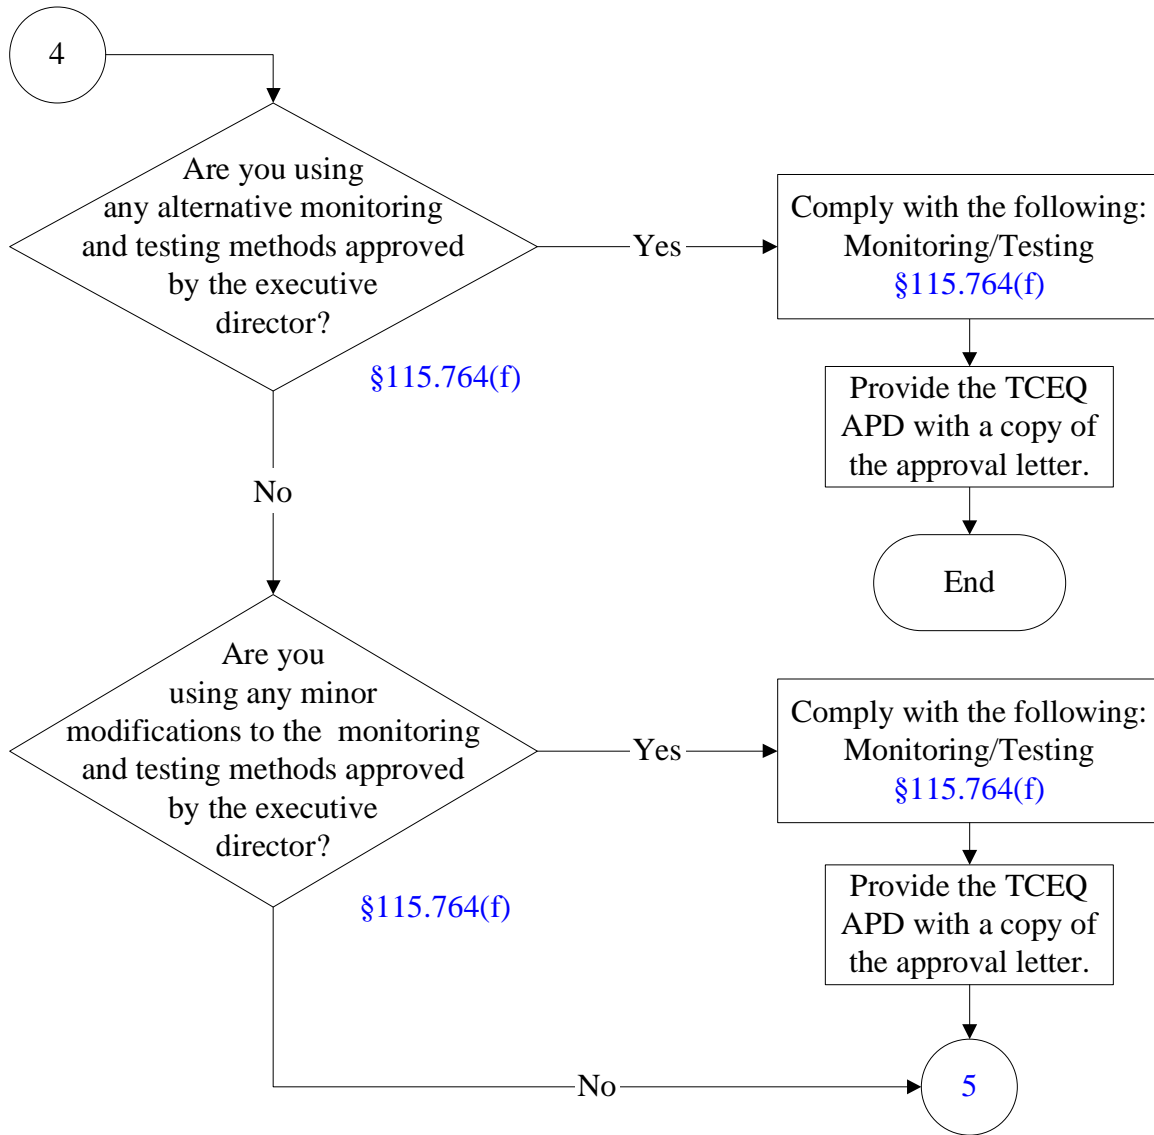 4
Are you using
any alternative monitoring
and testing methods approved
by the executive
director?
§115.764(f)
Yes
Comply with the following:
Monitoring/Testing
§115.764(f)
Provide the TCEQ
APD with a copy of
the approval letter.
End
No
Are you
using any minor
modifications to the  monitoring
and testing methods approved
by the executive
director?
§115.764(f)
Yes
Comply with the following:
Monitoring/Testing
§115.764(f)
Provide the TCEQ
APD with a copy of
the approval letter.
No
5